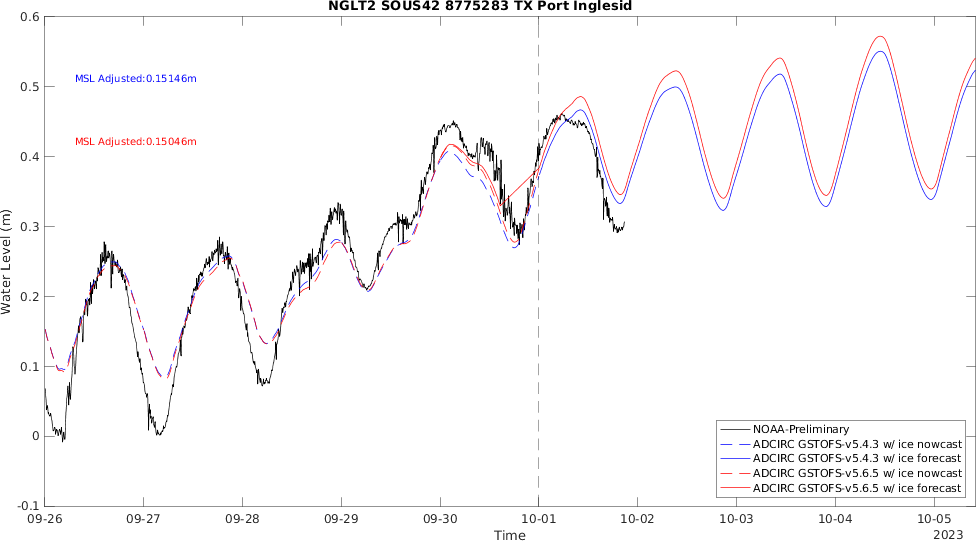 NGLT2 SOUS42 8775283 TX Port Inglesid
0.6
0.5
0.4
0.3
0.2
0.1
0
-0.1
Water Level (m)
MSL Adjusted:0.15146m
MSL Adjusted:0.15046m
NOAA-Preliminary
ADCIRC GSTOFS-v5.4.3 w/ ice nowcast
ADCIRC GSTOFS-v5.4.3 w/ ice forecast
ADCIRC GSTOFS-v5.6.5 w/ ice nowcast
ADCIRC GSTOFS-v5.6.5 w/ ice forecast
09-26 09-27 09-28 09-29 09-30 10-01 10-02 10-03 10-04 10-05
Time
2023